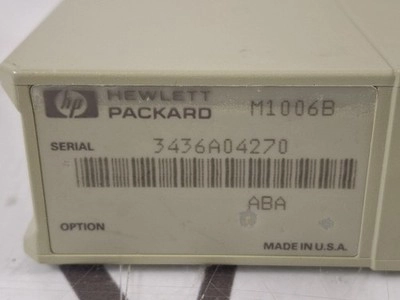 hp HEWLETT
PACKARD M1006B
SERIAL 3436A04270
ABA
OPTION
MADE IN U.S.A.